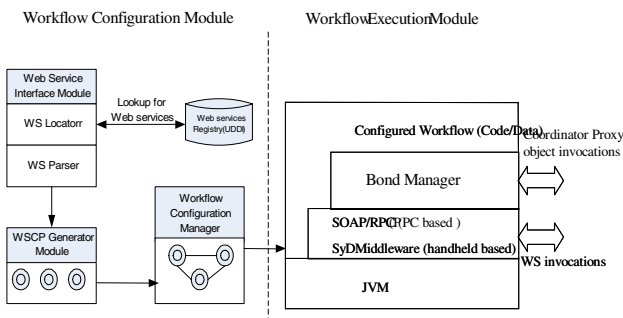 Workflow Configuration Module
WorkflowExecutionModule
Web Service
Interface Module
WS Locatorr
WS Parser
Lookup for
Web services
Web services
Registry(UDDI)
WSCP Generator
Module
Workflow
Configuration
Manager
Configured Workflow (Code/Data)
Coordinator Proxy
object invocations
Bond Manager
SOAP/RPC (PC based )
SyDMiddleware (handheld based)
WS invocations
JVM